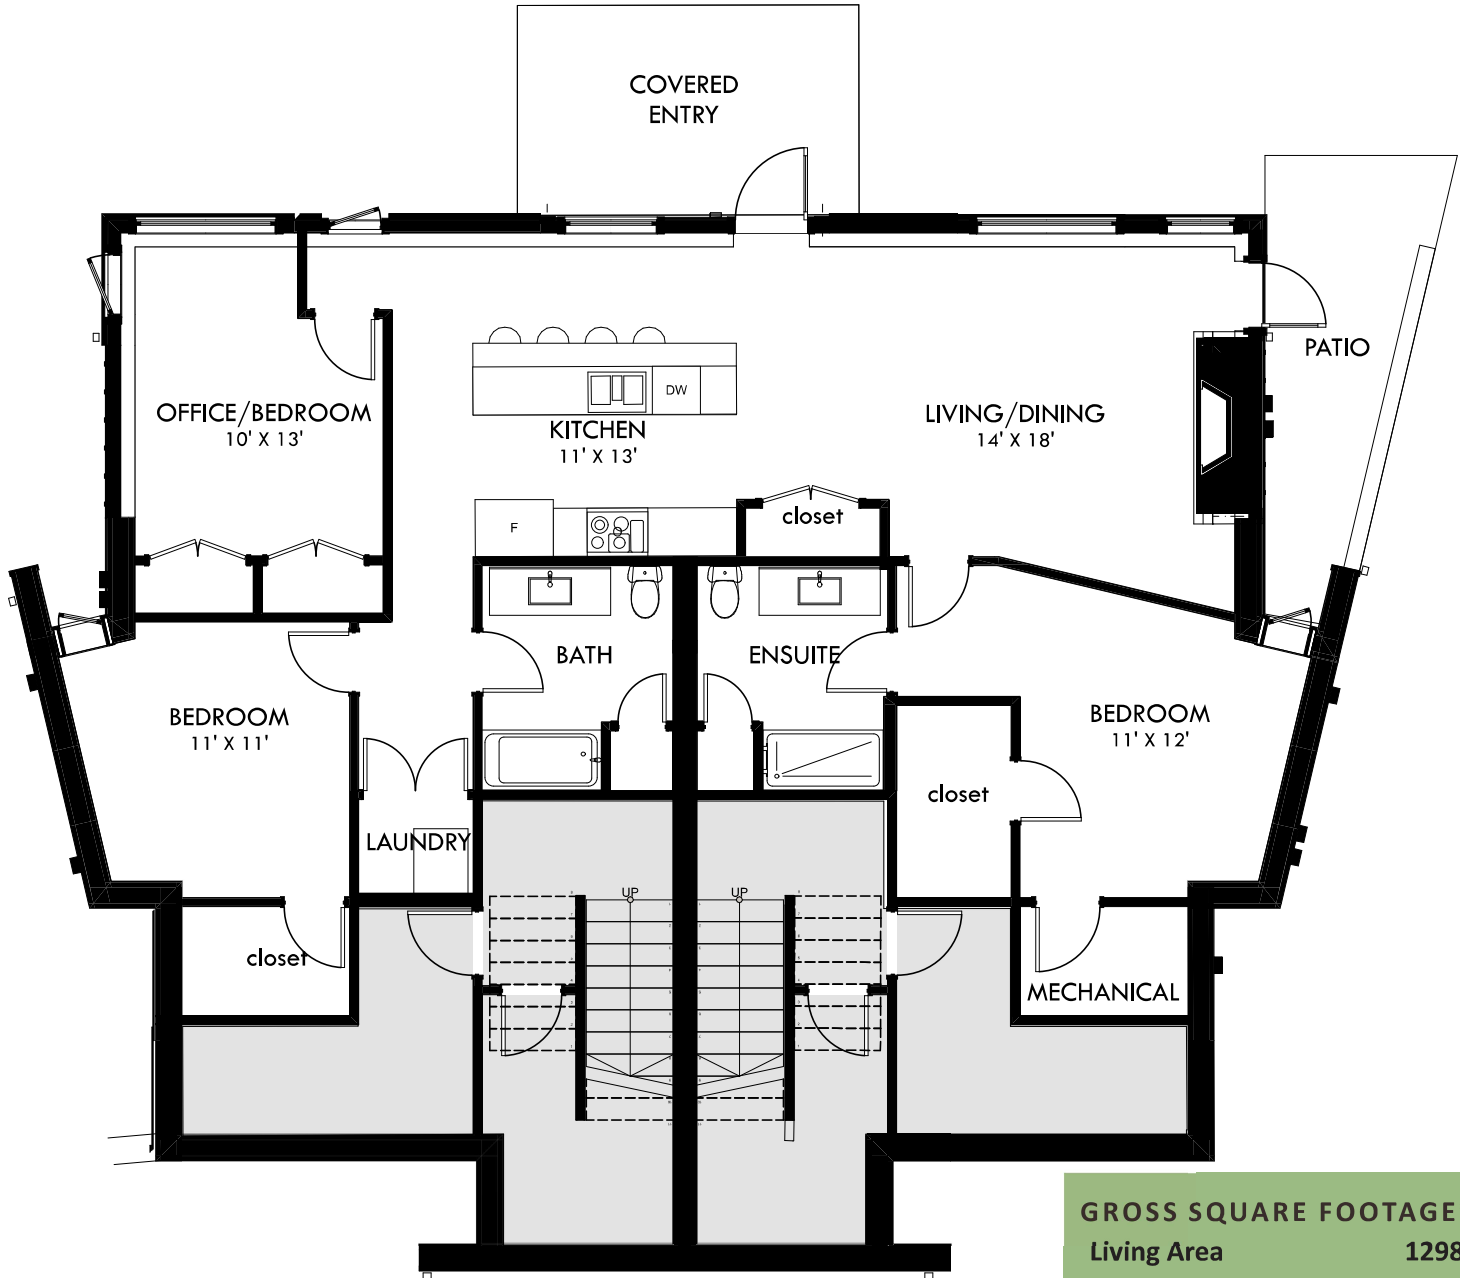 COVERED
ENTRY
PATIO
OFFICE/BEDROOM
10' X 13'
DW
KITCHEN
11' X 13'
LIVING/DINING
14' X 18'
F
closet
BATH
ENSUITE
BEDROOM
11' X 11'
BEDROOM
11' X 12'
closet
LAUNDRY
UP
UP
closet
MECHANICAL
GROSS SQUARE FOOTAGE
Living Area 1298